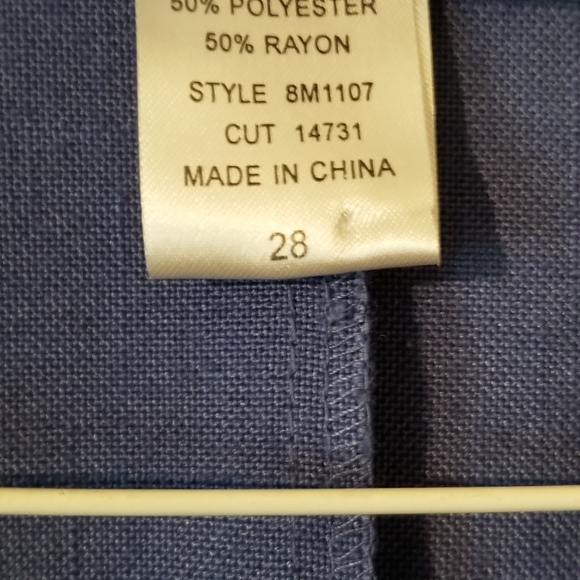 50% POLYESTER
50% RAYON
STYLE 8M1107
CUT 14731
MADE IN CHINA
28